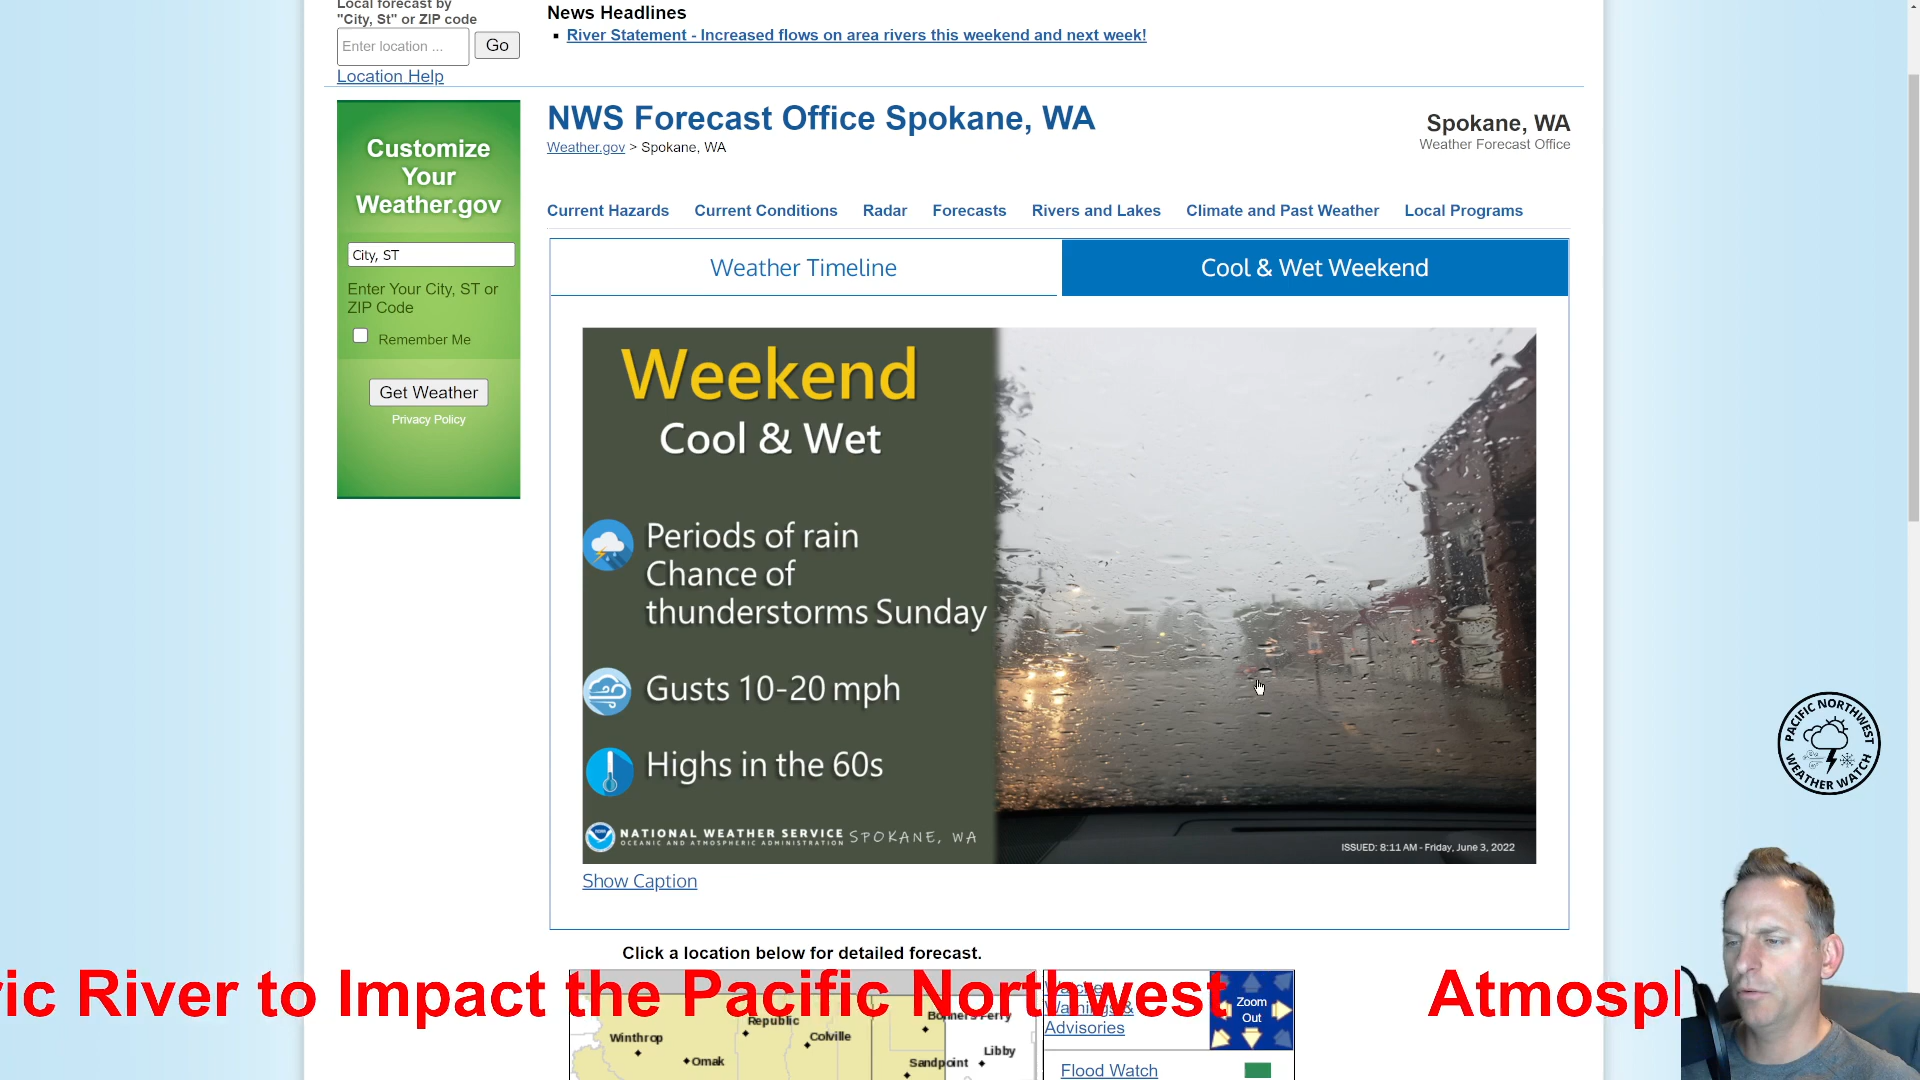 Local forecast by
"City, St" or ZIP code
Enter location ...
Go
Location Help
News Headlines
River Statement - Increased flows on area rivers this weekend and next week!
Customize
Your
Weather.gov
City, ST
Enter Your City, ST or
ZIP Code
Remember Me
Get Weather
Privacy Policy
NWS Forecast Office Spokane, WA
Weather.gov > Spokane, WA
Spokane, WA
Weather Forecast Office
Current Hazards Current Conditions Radar Forecasts Rivers and Lakes Climate and Past Weather Local Programs
Weather Timeline
Cool & Wet Weekend
Weekend
Cool & Wet
Periods of rain
Chance of
thunderstorms Sunday
Gusts 10-20 mph
Highs in the 60s
NATIONAL WEATHER SERVICE SPOKANE, WA
OCEANIC AND ATMOSPHERIC ADMINISTRATION
ISSUED: 8:11 AM - Friday, June 3, 2022
Show Caption
PACIFIC NORTHWEST
WEATHER WATCH
Click a location below for detailed forecast.
ric River to Impact the Pacific Northwest Atmosp
Winthrop
Republic
Colville
Omak
Bonners Ferry
Sandpoint
Libby
Watches
Warnings &
Advisories
Zoom
Out
Flood Watch